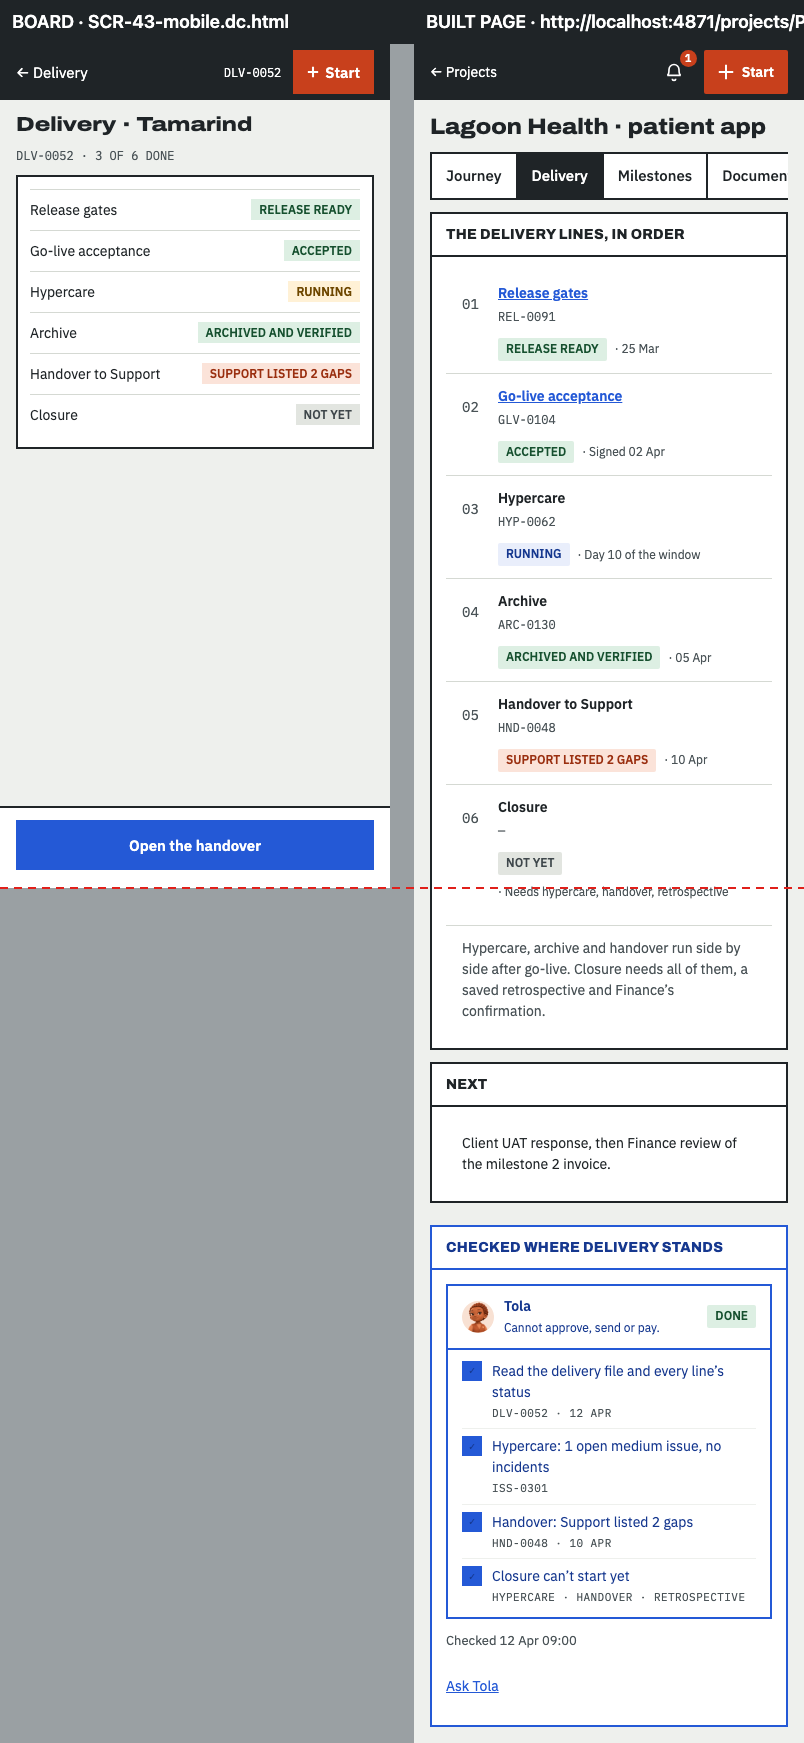 BOARD · SCR-43-mobile.dc.html
← Delivery
DLV-0052
+ Start
Delivery · Tamarind
DLV-0052 · 3 OF 6 DONE
Release gates
RELEASE READY
Go-live acceptance
ACCEPTED
Hypercare
RUNNING
Archive
ARCHIVED AND VERIFIED
Handover to Support
SUPPORT LISTED 2 GAPS
Closure
NOT YET
Open the handover
BUILT PAGE · http://localhost:4871/projects/P
← Projects
1
+ Start
Lagoon Health · patient app
Journey
Delivery
Milestones
Documen
THE DELIVERY LINES, IN ORDER
01
Release gates
REL-0091
RELEASE READY · 25 Mar
02
Go-live acceptance
GLV-0104
ACCEPTED · Signed 02 Apr
03
Hypercare
HYP-0062
RUNNING · Day 10 of the window
04
Archive
ARC-0130
ARCHIVED AND VERIFIED · 05 Apr
05
Handover to Support
HND-0048
SUPPORT LISTED 2 GAPS · 10 Apr
06
Closure
—
NOT YET
· Needs hypercare, handover, retrospective
Hypercare, archive and handover run side by
side after go-live. Closure needs all of them, a
saved retrospective and Finance’s
confirmation.
NEXT
Client UAT response, then Finance review of
the milestone 2 invoice.
CHECKED WHERE DELIVERY STANDS
Tola
Cannot approve, send or pay.
DONE
✓ Read the delivery file and every line’s
status
DLV-0052 · 12 APR
✓ Hypercare: 1 open medium issue, no
incidents
ISS-0301
✓ Handover: Support listed 2 gaps
HND-0048 · 10 APR
✓ Closure can’t start yet
HYPERCARE · HANDOVER · RETROSPECTIVE
Checked 12 Apr 09:00
Ask Tola